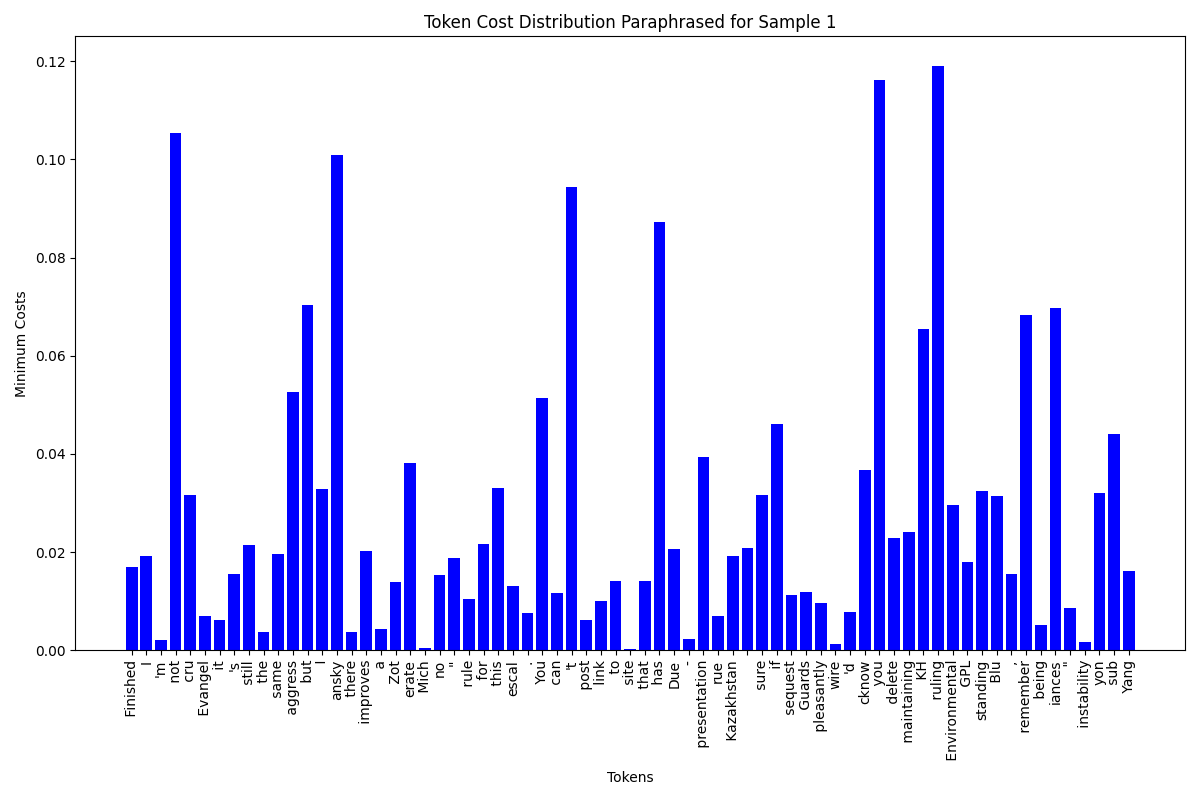 Token Cost Distribution Paraphrased for Sample 1
Minimum Costs
0.12
0.10
0.08
0.06
0.04
0.02
0.00
Finished
I
'm
not
cru
Evangel
it
's
still
the
same
aggress
but
I
ansky
there
improves
a
Zot
erate
Mich
no
"
rule
for
this
escal
.
You
can
't
post
link
to
site
that
has
Due
-
presentation
rue
Kazakhstan
sure
if
sequest
Guards
pleasantly
wire
'd
cknow
you
delete
maintaining
KH
ruling
Environmental
GPL
standing
Blu
,
remember
being
iances
"
instability
yon
sub
Yang
Tokens